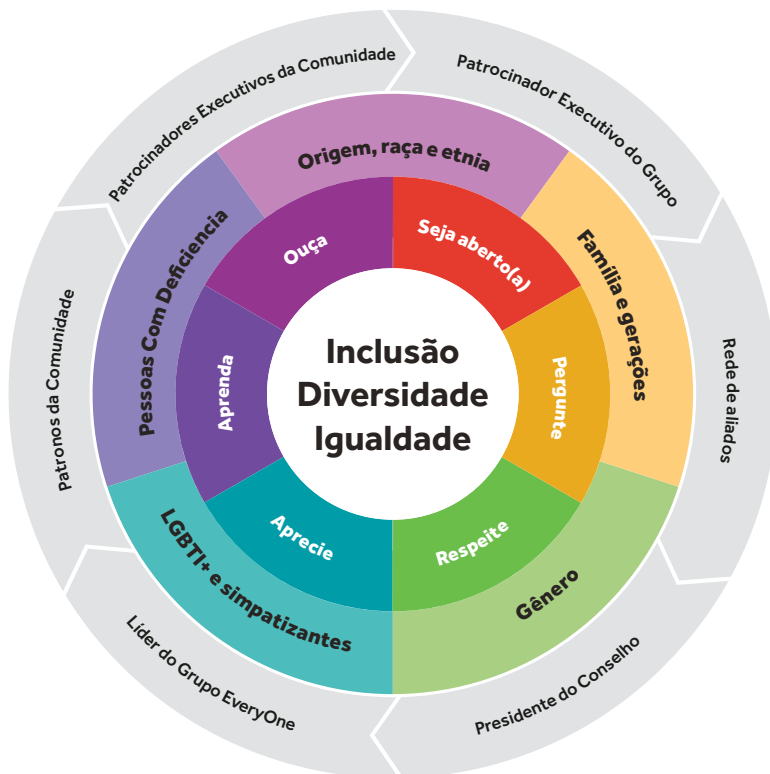 Patrocinadores Executivos da Comunidade
Patrocinador Executivo do Grupo
Rede de aliados
Presidente do Conselho
Líder do Grupo EveryOne
Patronos da Comunidade
Origem, raça e etnia
Família e gerações
Gênero
LGBTI+ e simpatizantes
Pessoas Com Deficiencia
Ouça
Seja aberto(a)
Pergunte
Respeite
Aprecie
Aprenda
Inclusão
Diversidade
Igualdade